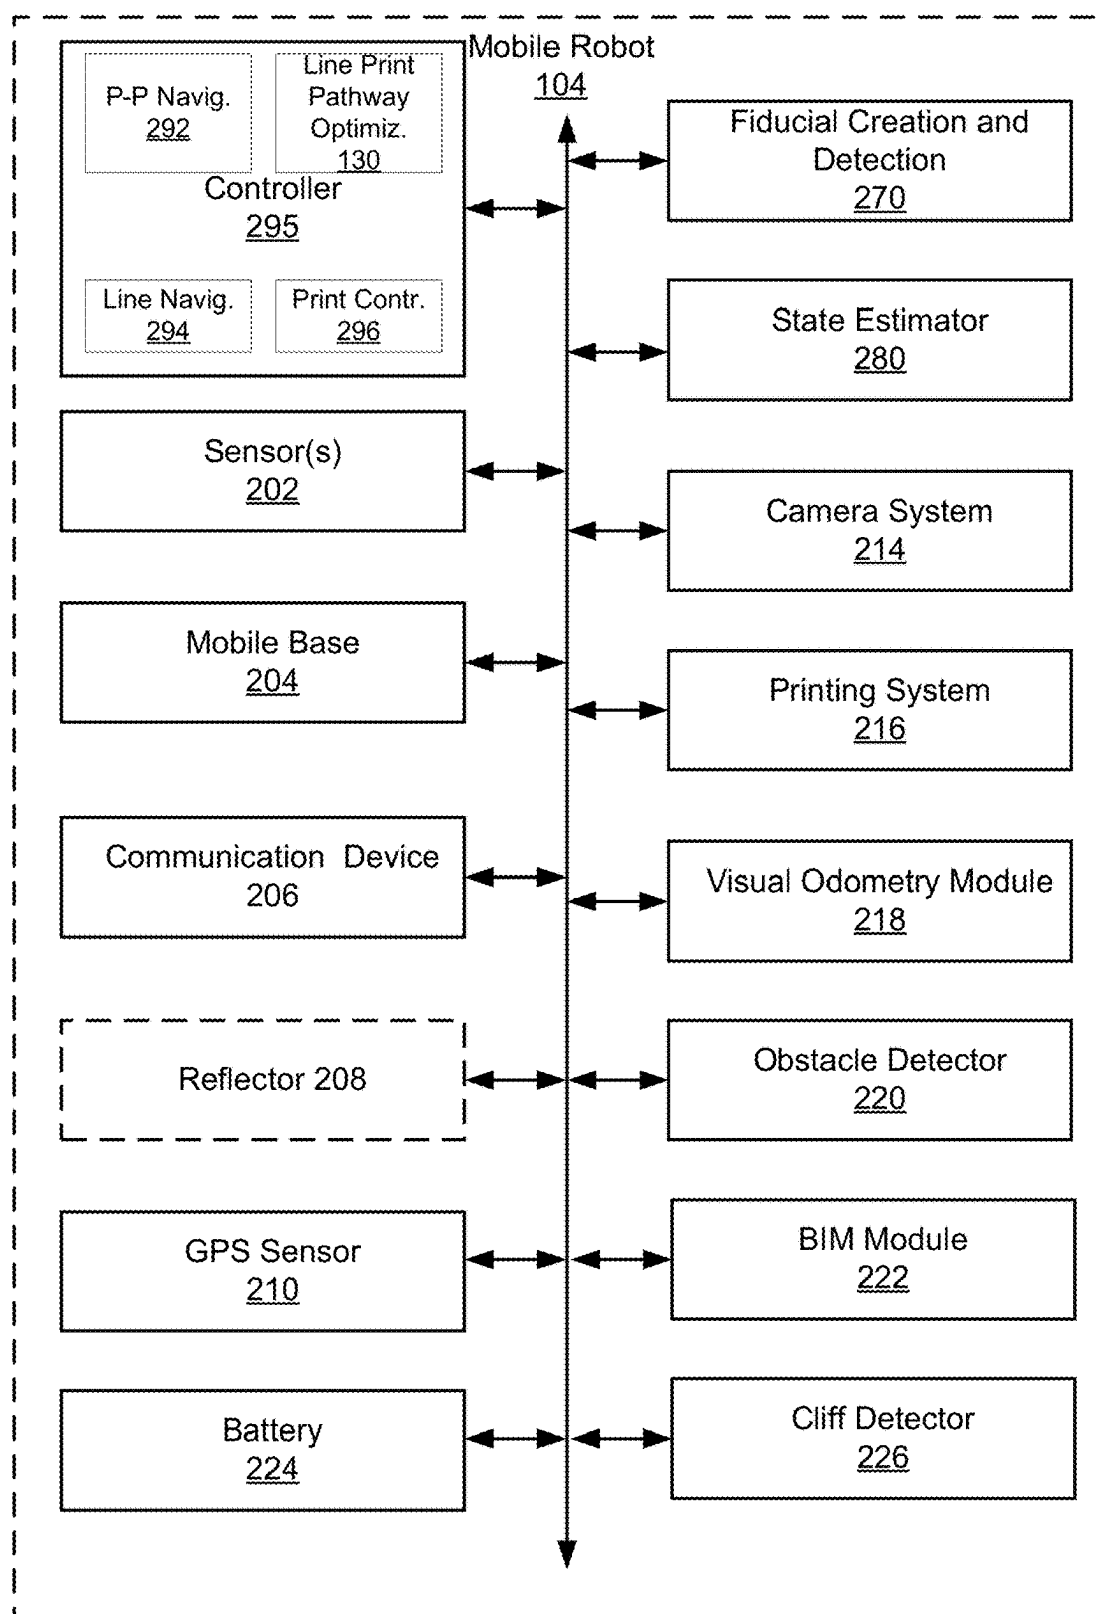 Mobile Robot
104
P-P Navig.
292
Line Print
Pathway
Optimiz.
130
Controller
295
Line Navig.
294
Print Contr.
296
Sensor(s)
202
Mobile Base
204
Communication Device
206
Reflector 208
GPS Sensor
210
Battery
224
Fiducial Creation and
Detection
270
State Estimator
280
Camera System
214
Printing System
216
Visual Odometry Module
218
Obstacle Detector
220
BIM Module
222
Cliff Detector
226